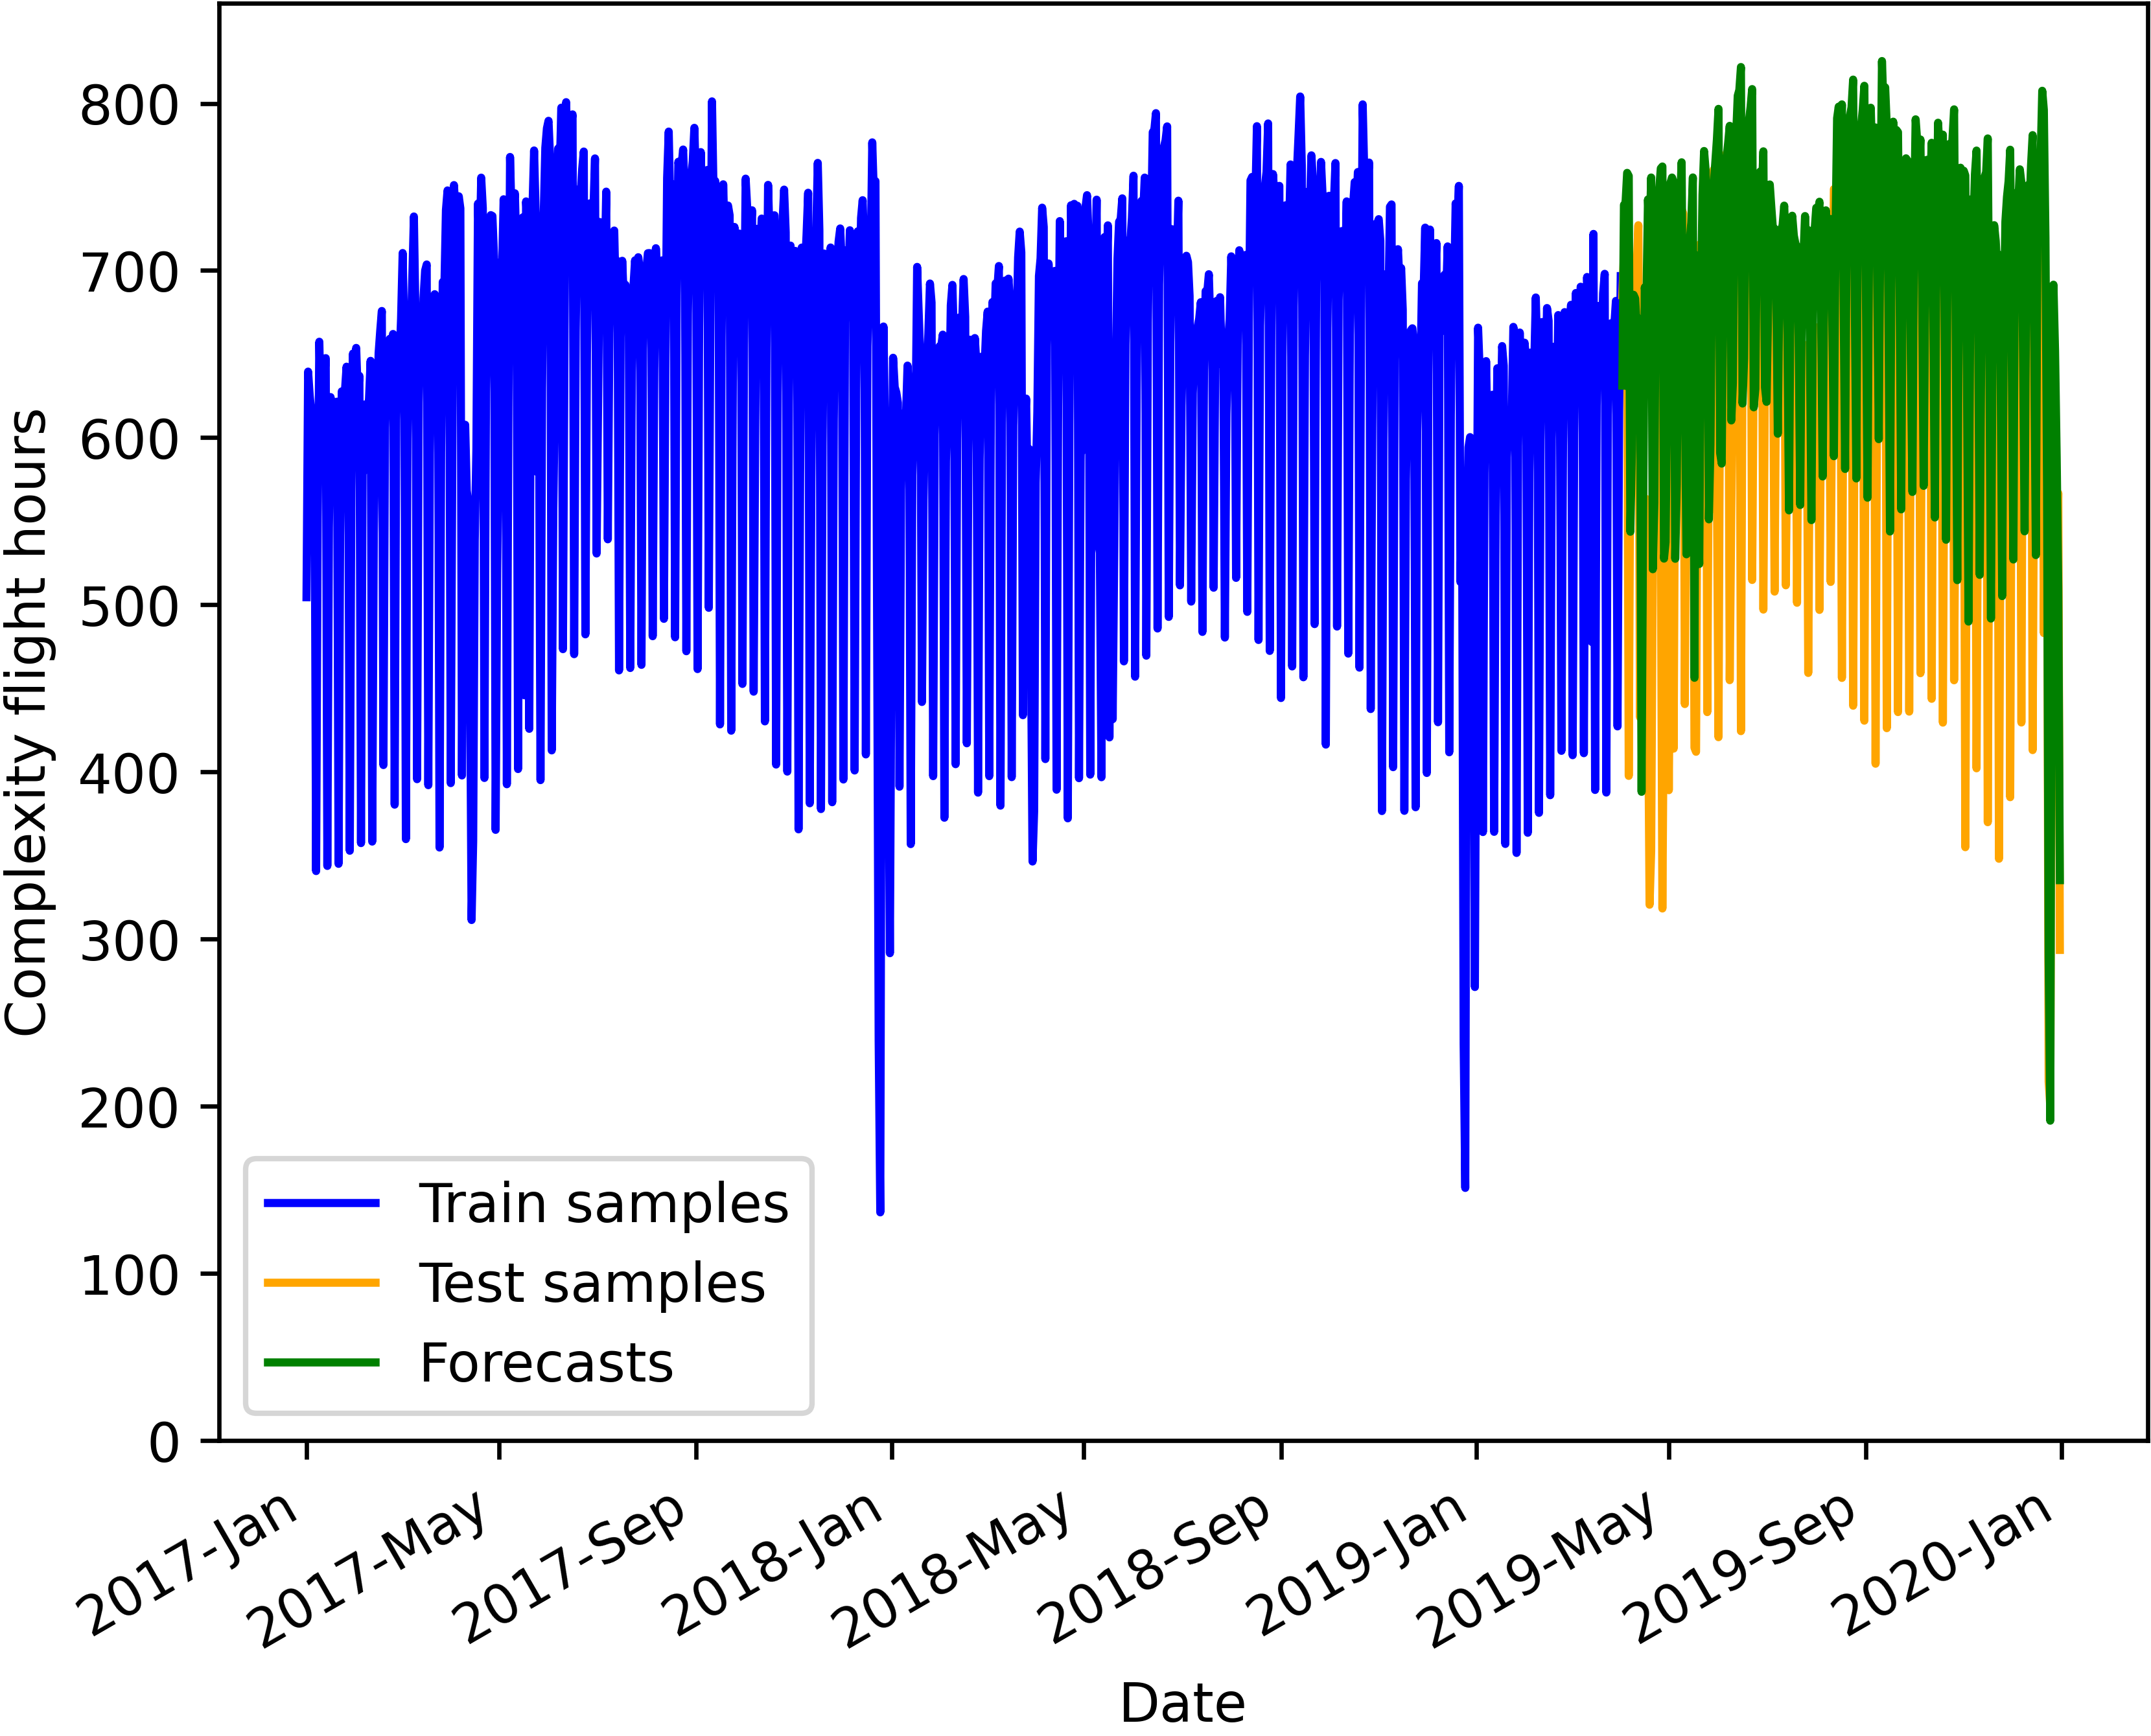 800
700
600
500
400
300
200
100
0
Complexity flight hours
Train samples
Test samples
Forecasts
2017-Jan
2017-May
2017-Sep
2018-Jan
2018-May
2018-Sep
2019-Jan
2019-May
2019-Sep
2020-Jan
Date